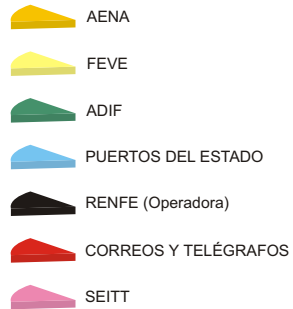 AENA
FEVE
ADIF
PUERTOS DEL ESTADO
RENFE (Operadora)
CORREOS Y TELÉGRAFOS
SEITT